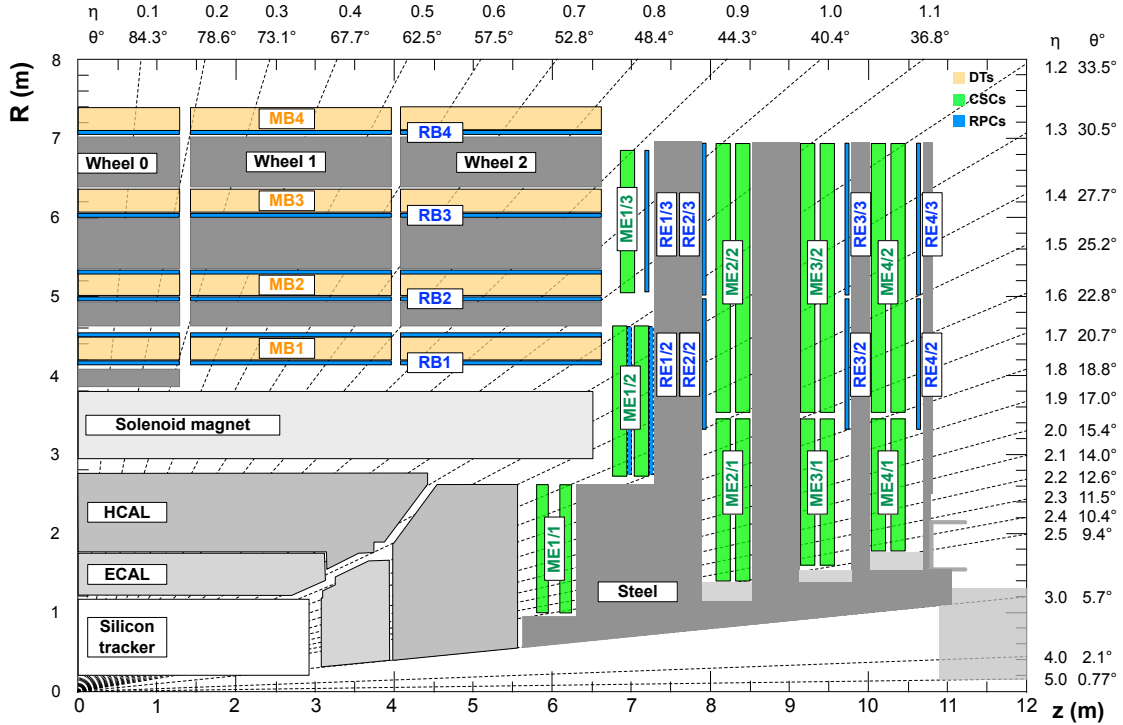 η 0.1 0.2 0.3 0.4 0.5 0.6 0.7 0.8 0.9 1.0 1.1
θ° 84.3° 78.6° 73.1° 67.7° 62.5° 57.5° 52.8° 48.4° 44.3° 40.4° 36.8° η θ°
R (m)
8
7
6
5
4
3
2
1
0
1.2 33.5°
1.3 30.5°
1.4 27.7°
1.5 25.2°
1.6 22.8°
1.7 20.7°
1.8 18.8°
1.9 17.0°
2.0 15.4°
2.1 14.0°
2.2 12.6°
2.3 11.5°
2.4 10.4°
2.5 9.4°
3.0 5.7°
4.0 2.1°
5.0 0.77°
DTs
CSCs
RPCs
MB4
RB4
Wheel 0
Wheel 1
Wheel 2
MB3
RB3
MB2
RB2
MB1
RB1
ME1/3
RE1/3
RE2/3
ME2/2
ME3/2
RE3/3
ME4/2
RE4/3
ME1/2
RE1/2
RE2/2
RE3/2
RE4/2
Solenoid magnet
HCAL
ECAL
Silicon
tracker
ME1/1
ME2/1
ME3/1
ME4/1
Steel
0 1 2 3 4 5 6 7 8 9 10 11 12
z (m)